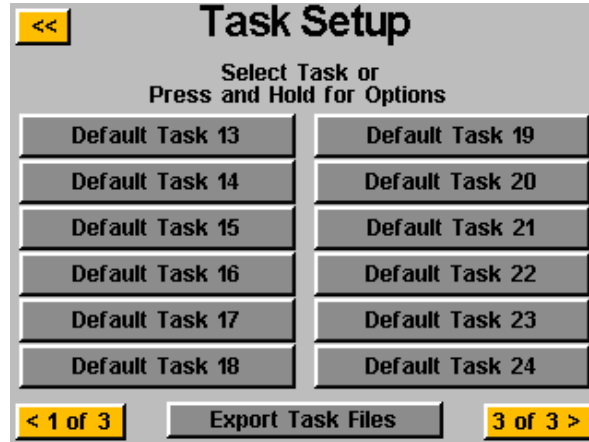 <<
Task Setup
Select Task or
Press and Hold for Options
Default Task 13
Default Task 14
Default Task 15
Default Task 16
Default Task 17
Default Task 18
Default Task 19
Default Task 20
Default Task 21
Default Task 22
Default Task 23
Default Task 24
< 1 of 3
Export Task Files
3 of 3 >